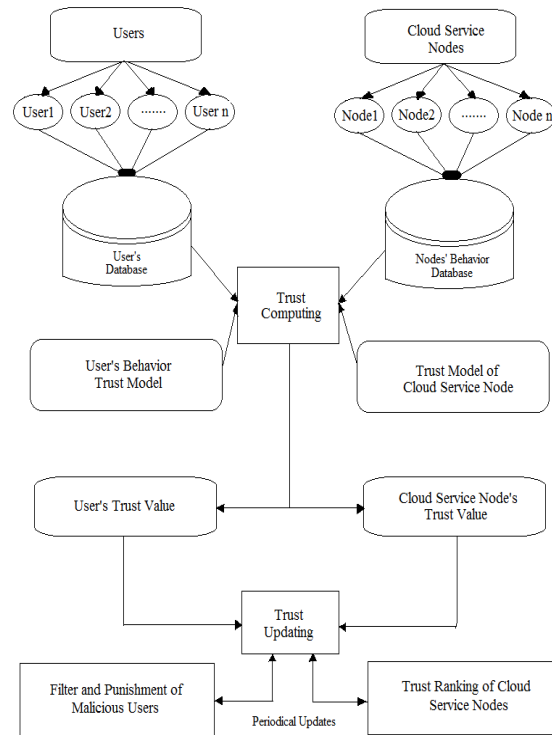 Users
Cloud Service
Nodes
User1
User2
.......
User n
Node1
Node2
.......
Node n
User's
Database
Nodes' Behavior
Database
Trust
Computing
User's Behavior
Trust Model
Trust Model of
Cloud Service Node
User's Trust Value
Cloud Service Node's
Trust Value
Trust
Updating
Filter and Punishment of
Malicious Users
Periodical Updates
Trust Ranking of Cloud
Service Nodes